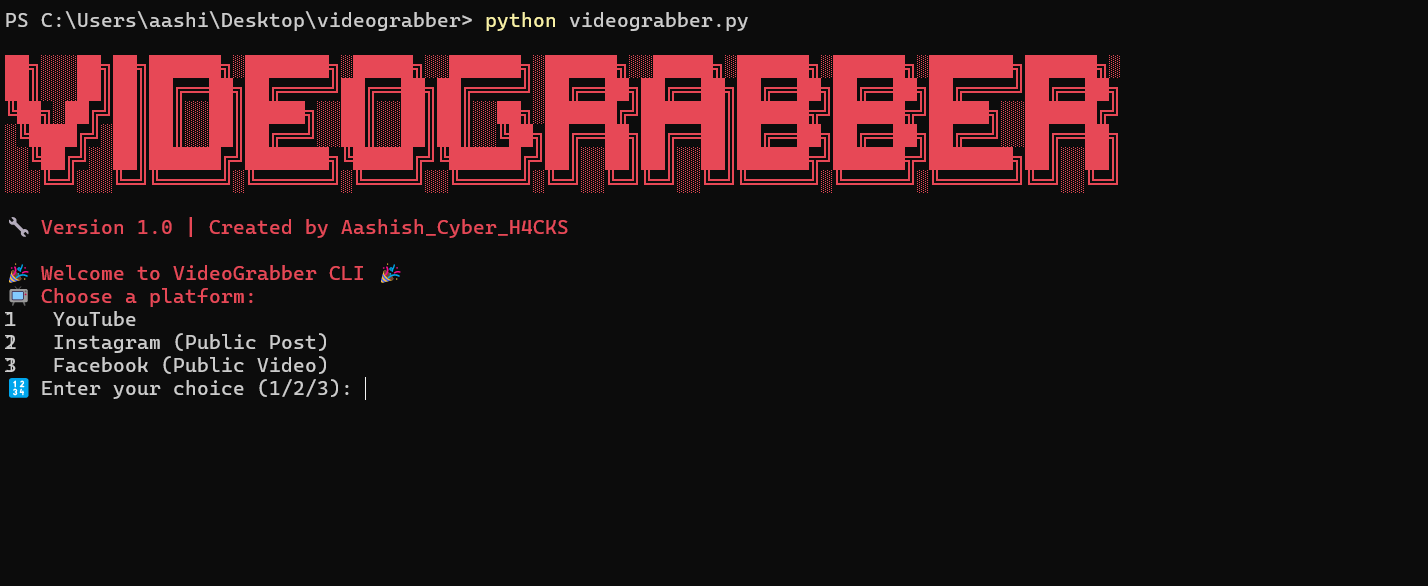 PS C:\Users\aashi\Desktop\videograbber> python videograbber.py
VIDEOGRABBER
🔧 Version 1.0 | Created by Aashish_Cyber_H4CKS
🎉 Welcome to VideoGrabber CLI 🎉
📺 Choose a platform:
1 YouTube
2 Instagram (Public Post)
3 Facebook (Public Video)
🔢 Enter your choice (1/2/3):